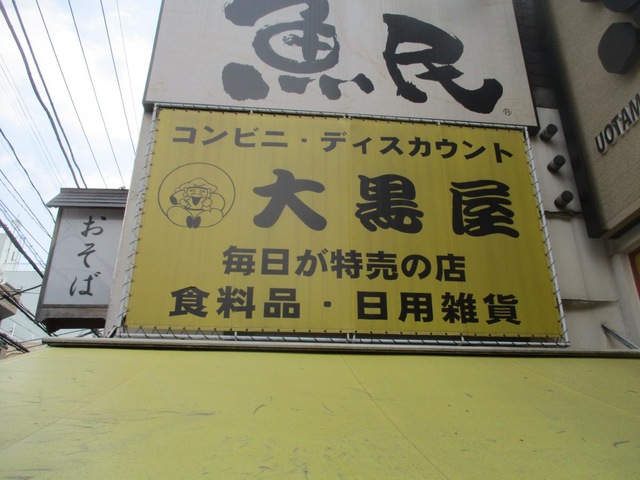 魚民
®
コンビニ・ディスカウント
大黒屋
毎日が特売の店
食料品・日用雑貨
おそば
UOTAM